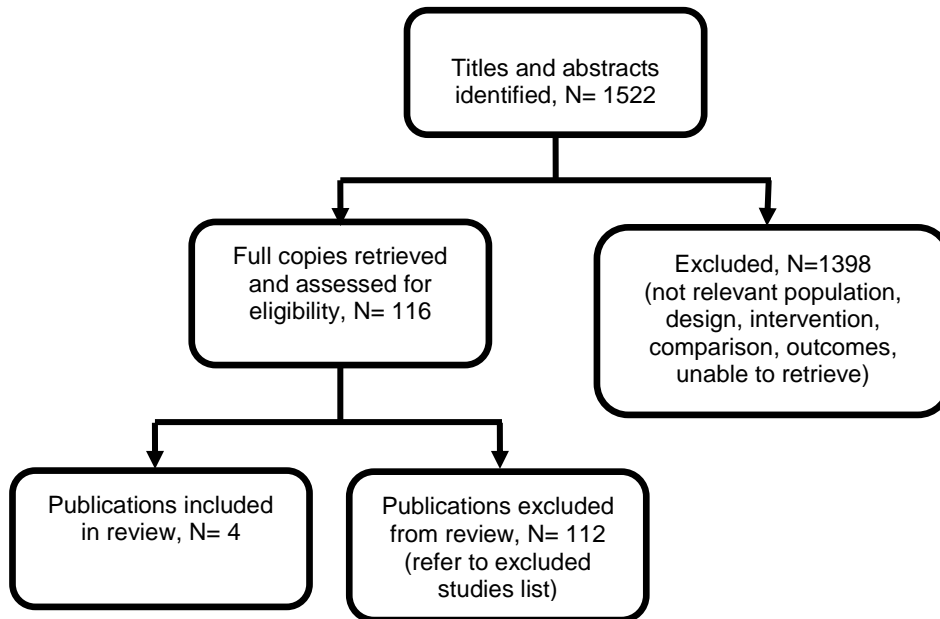 Titles and abstracts
identified, N= 1522
Full copies retrieved
and assessed for
eligibility, N= 116
Excluded, N=1398
(not relevant population,
design, intervention,
comparison, outcomes,
unable to retrieve)
Publications included
in review, N= 4
Publications excluded
from review, N= 112
(refer to excluded
studies list)